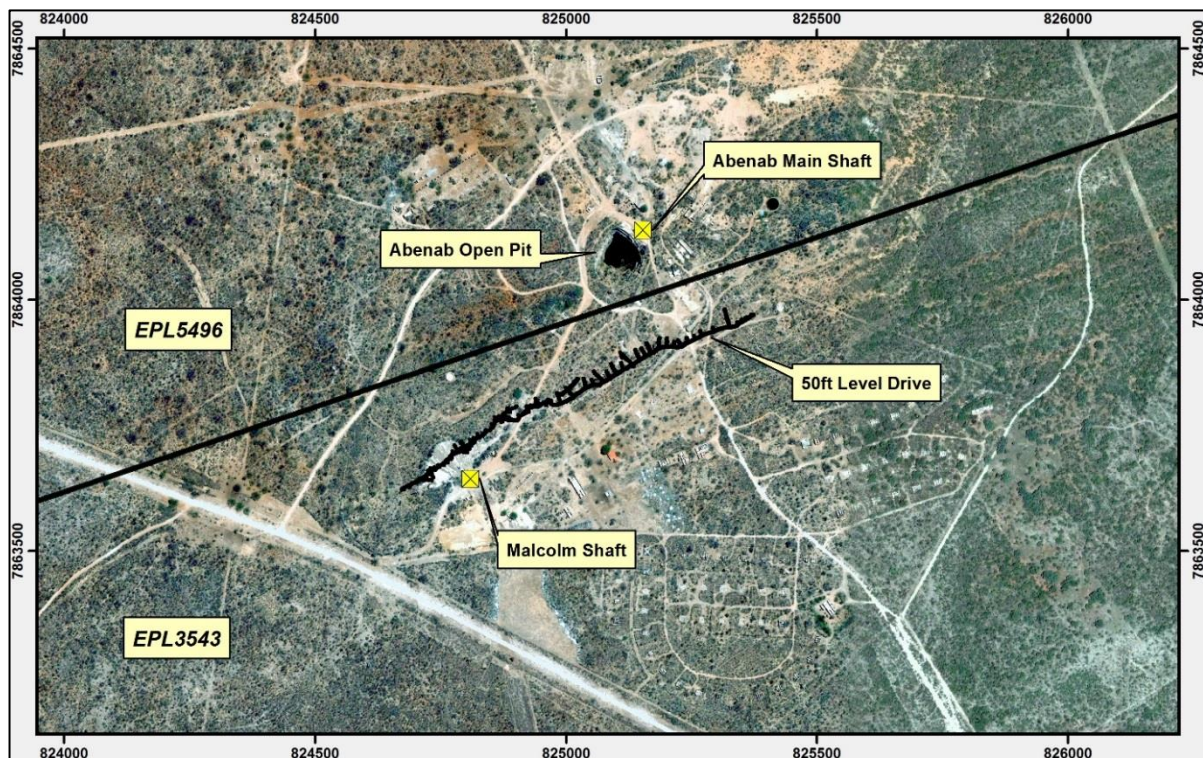 824000 824500 825000 825500 826000
7864500 7864500
Abenab Main Shaft
Abenab Open Pit
7864000 7864000
EPL5496
50ft Level Drive
7863500 7863500
Malcolm Shaft
EPL3543
824000 824500 825000 825500 826000